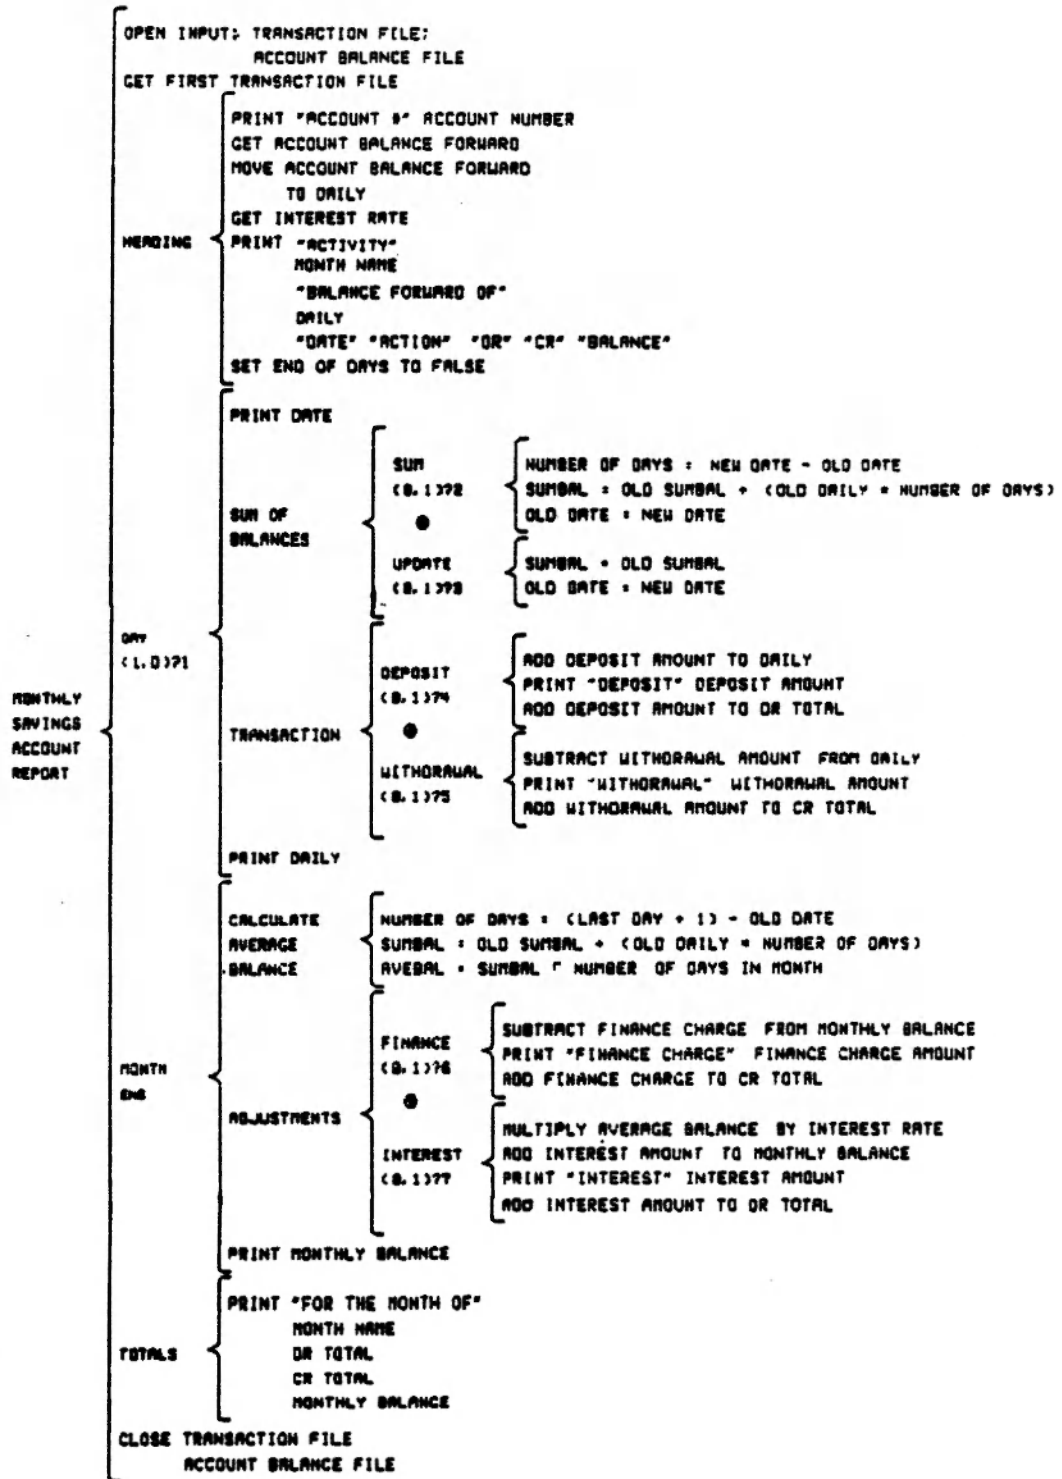 OPEN INPUT: TRANSACTION FILE;
ACCOUNT BALANCE FILE
GET FIRST TRANSACTION FILE
PRINT "ACCOUNT #" ACCOUNT NUMBER
GET ACCOUNT BALANCE FORWARD
MOVE ACCOUNT BALANCE FORWARD
TO DAILY
GET INTEREST RATE
HEADING
PRINT "ACTIVITY"
MONTH NAME
"BALANCE FORWARD OF"
DAILY
"DATE" "ACTION" "DR" "CR" "BALANCE"
SET END OF DAYS TO FALSE
PRINT DATE
SUM
(0,1)?2
NUMBER OF DAYS = NEW DATE - OLD DATE
SUMBAL = OLD SUMBAL + (OLD DAILY * NUMBER OF DAYS)
OLD DATE = NEW DATE
SUM OF
BALANCES
UPDATE
(0,1)?3
SUMBAL = OLD SUMBAL
OLD DATE = NEW DATE
DAY
(1,D)?1
DEPOSIT
(0,1)?4
ADD DEPOSIT AMOUNT TO DAILY
PRINT "DEPOSIT" DEPOSIT AMOUNT
ADD DEPOSIT AMOUNT TO DR TOTAL
MONTHLY
SAVINGS
ACCOUNT
REPORT
TRANSACTION
WITHDRAWAL
(0,1)?5
SUBTRACT WITHDRAWAL AMOUNT FROM DAILY
PRINT "WITHDRAWAL" WITHDRAWAL AMOUNT
ADD WITHDRAWAL AMOUNT TO CR TOTAL
PRINT DAILY
CALCULATE
AVERAGE
BALANCE
NUMBER OF DAYS = (LAST DAY + 1) - OLD DATE
SUMBAL = OLD SUMBAL + (OLD DAILY * NUMBER OF DAYS)
AVEBAL = SUMBAL Γ NUMBER OF DAYS IN MONTH
MONTH
END
FINANCE
(0,1)?6
SUBTRACT FINANCE CHARGE FROM MONTHLY BALANCE
PRINT "FINANCE CHARGE" FINANCE CHARGE AMOUNT
ADD FINANCE CHARGE TO CR TOTAL
ADJUSTMENTS
INTEREST
(0,1)?7
MULTIPLY AVERAGE BALANCE BY INTEREST RATE
ADD INTEREST AMOUNT TO MONTHLY BALANCE
PRINT "INTEREST" INTEREST AMOUNT
ADD INTEREST AMOUNT TO DR TOTAL
PRINT MONTHLY BALANCE
TOTALS
PRINT "FOR THE MONTH OF"
MONTH NAME
DR TOTAL
CR TOTAL
MONTHLY BALANCE
CLOSE TRANSACTION FILE
ACCOUNT BALANCE FILE